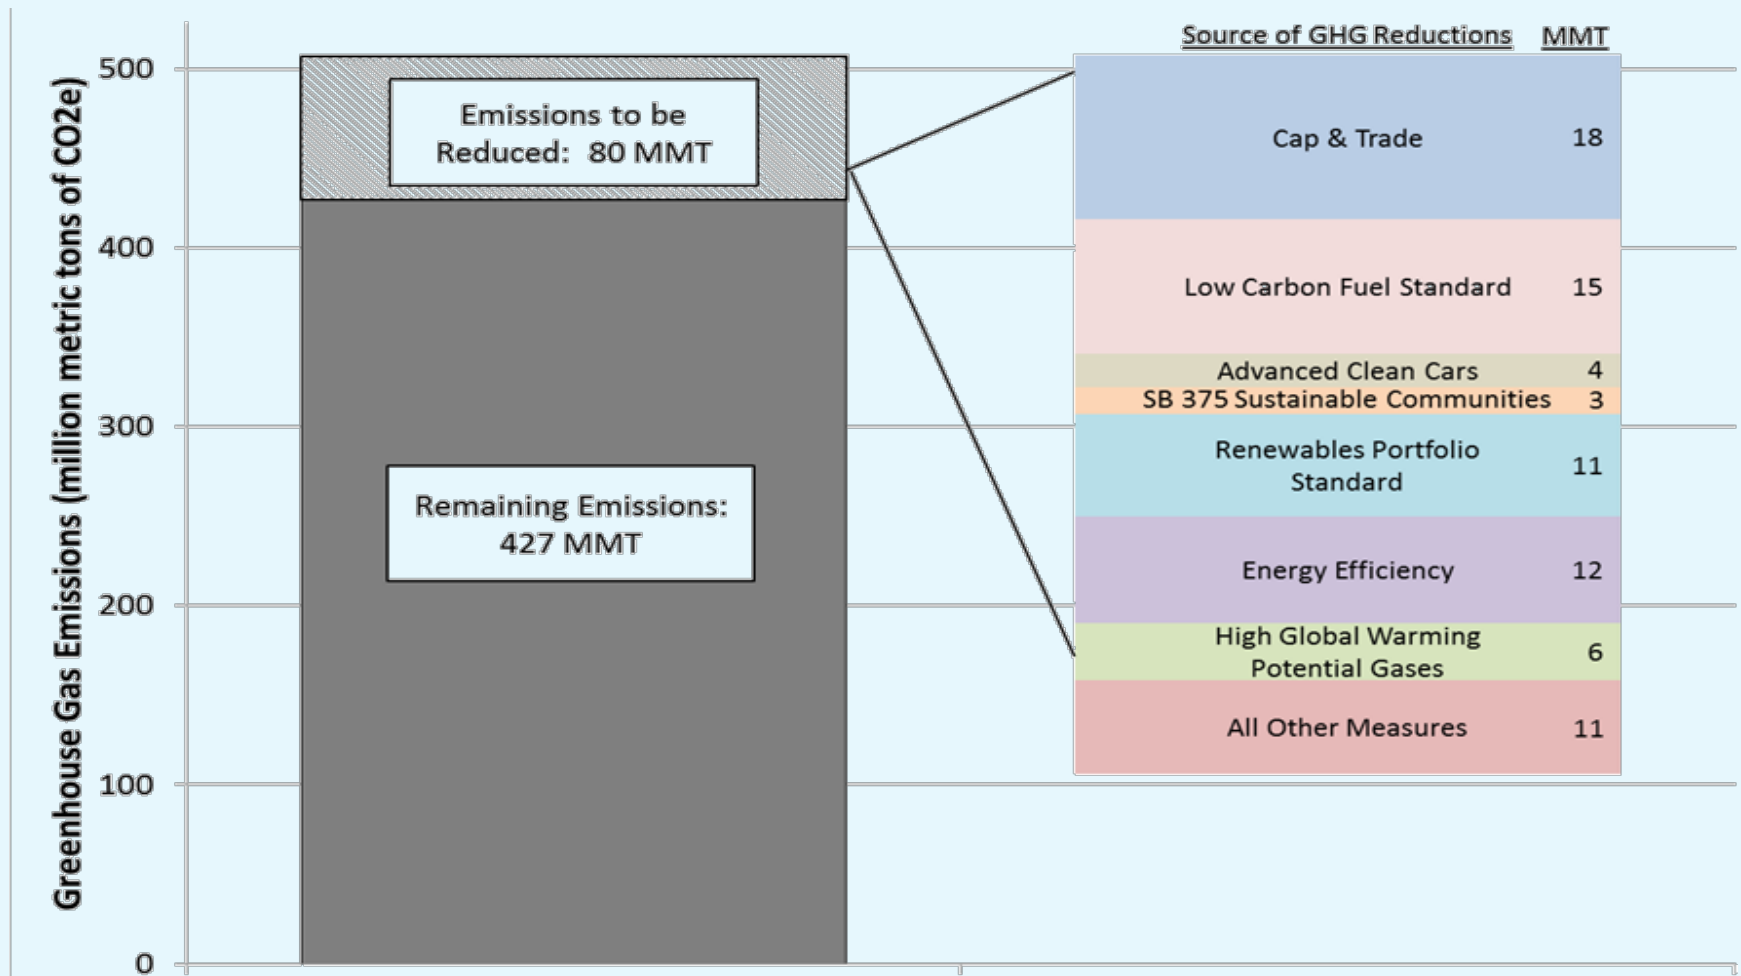 Greenhouse Gas Emissions (million metric tons of CO2e)
500
400
300
200
100
0
Emissions to be
Reduced: 80 MMT
Remaining Emissions:
427 MMT
Source of GHG Reductions MMT
Cap & Trade 18
Low Carbon Fuel Standard 15
Advanced Clean Cars 4
SB 375 Sustainable Communities 3
Renewables Portfolio
Standard 11
Energy Efficiency 12
High Global Warming
Potential Gases 6
All Other Measures 11